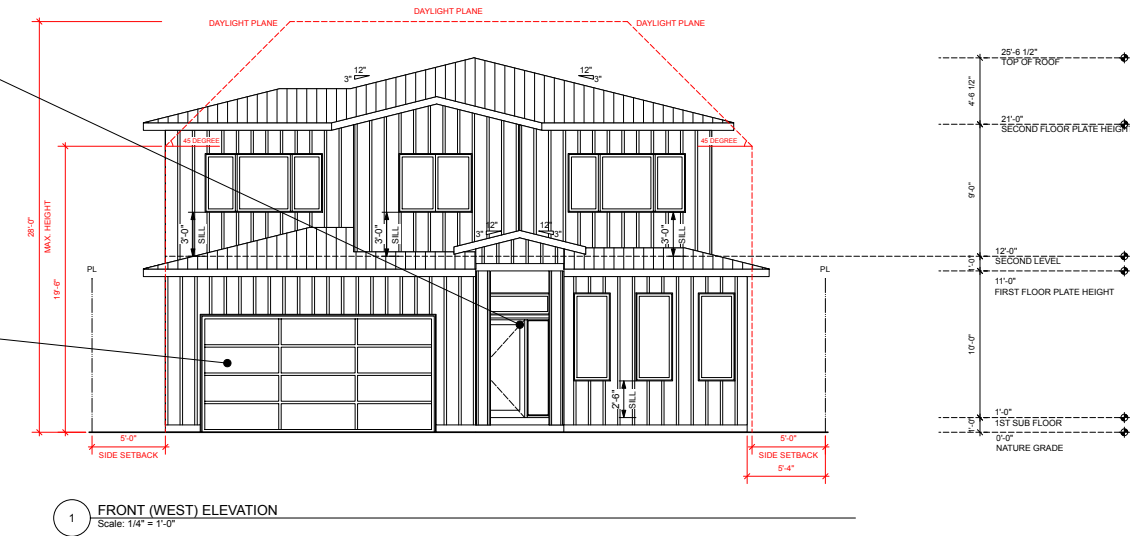 DAYLIGHT PLANE
DAYLIGHT PLANE
DAYLIGHT PLANE
25'-6 1/2"
TOP OF ROOF
12"
3"
12"
3"
4'-6 1/2"
21'-0"
SECOND FLOOR PLATE HEIGH
45 DEGREE
45 DEGREE
9'-0"
28'-0"
MAX. HEIGHT
19'-6"
3'-0"
SILL
3'-0"
SILL
3'-0"
SILL
12"
3"
12"
3"
12'-0"
SECOND LEVEL
1'-0"
11'-0"
FIRST FLOOR PLATE HEIGHT
PL
PL
10'-0"
2'-6"
SILL
1'-0"
1ST SUB FLOOR
1'-0"
0'-0"
NATURE GRADE
5'-0"
SIDE SETBACK
5'-0"
SIDE SETBACK
5'-4"
1
FRONT (WEST) ELEVATION
Scale: 1/4" = 1'-0"